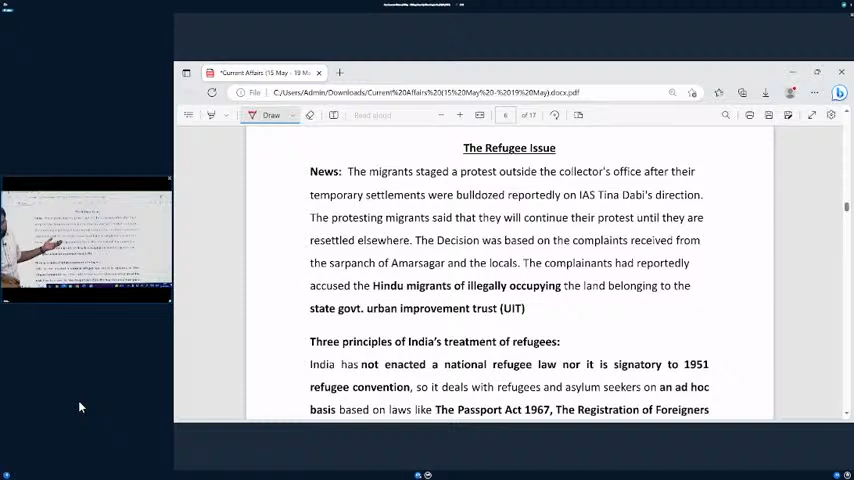 *Current Affairs (15 May - 19 Ma
File
C:/Users/Admin/Downloads/Current%20Affairs%20(15%20May%20-%2019%20May).docx.pdf
Draw
Read aloud
6
of 17
The Refugee Issue
News: The migrants staged a protest outside the collector's office after their
temporary settlements were bulldozed reportedly on IAS Tina Dabi's direction.
The protesting migrants said that they will continue their protest until they are
resettled elsewhere. The Decision was based on the complaints received from
the sarpanch of Amarsagar and the locals. The complainants had reportedly
accused the Hindu migrants of illegally occupying the land belonging to the
state govt. urban improvement trust (UIT)
Three principles of India's treatment of refugees:
India has not enacted a national refugee law nor it is signatory to 1951
refugee convention, so it deals with refugees and asylum seekers on an ad hoc
basis based on laws like The Passport Act 1967, The Registration of Foreigners